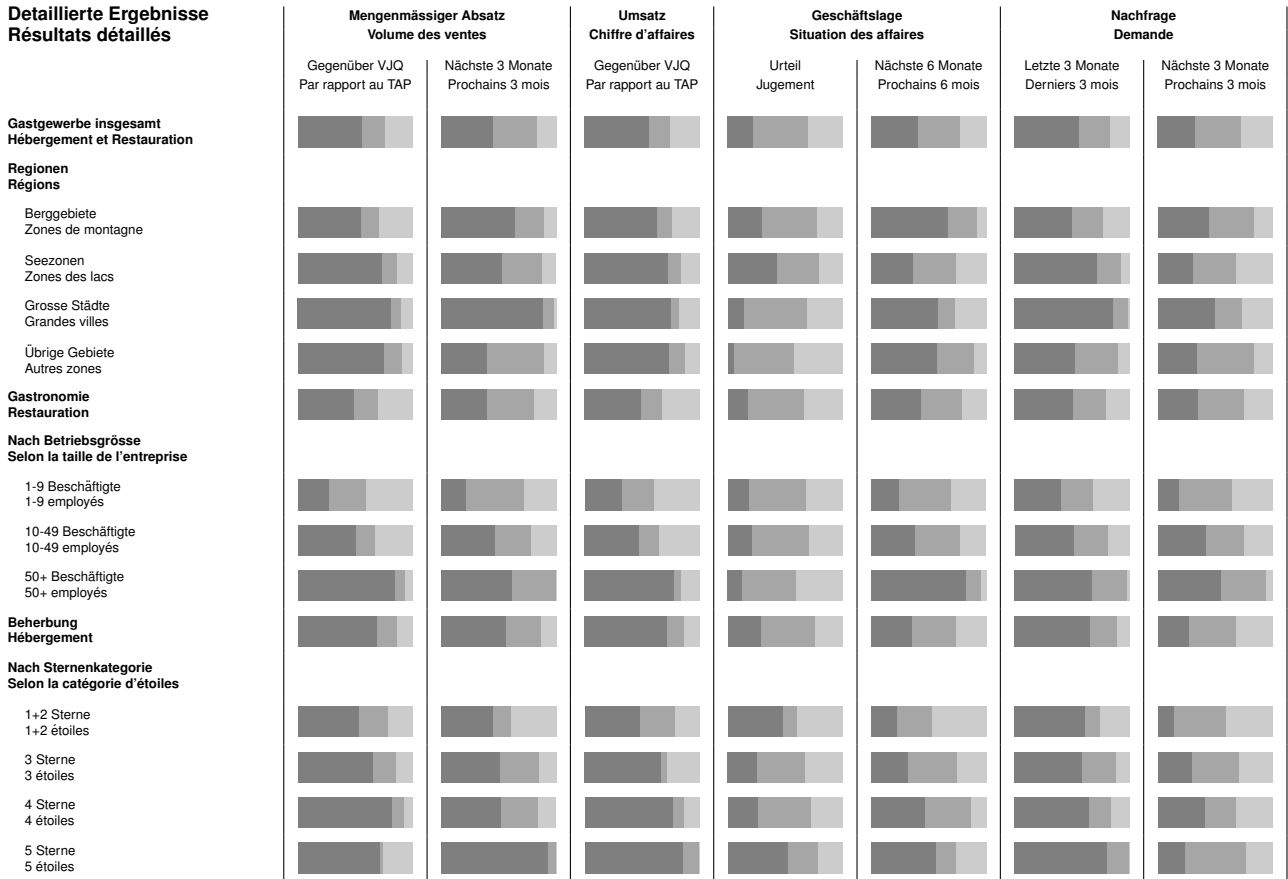 Detaillierte Ergebnisse
Résultats détaillés
Mengenmässiger Absatz
Volume des ventes
Umsatz
Chiffre d'affaires
Geschäftslage
Situation des affaires
Nachfrage
Demande
Gegenüber VJQ
Par rapport au TAP
Nächste 3 Monate
Prochains 3 mois
Gegenüber VJQ
Par rapport au TAP
Urteil
Jugement
Nächste 6 Monate
Prochains 6 mois
Letzte 3 Monate
Derniers 3 mois
Nächste 3 Monate
Prochains 3 mois
Gastgewerbe insgesamt
Hébergement et Restauration
Regionen
Régions
Berggebiete
Zones de montagne
Seezonen
Zones des lacs
Grosse Städte
Grandes villes
Übrige Gebiete
Autres zones
Gastronomie
Restauration
Nach Betriebsgrösse
Selon la taille de l'entreprise
1-9 Beschäftigte
1-9 employés
10-49 Beschäftigte
10-49 employés
50+ Beschäftigte
50+ employés
Beherbung
Hébergement
Nach Sternenkategorie
Selon la catégorie d'étoiles
1+2 Sterne
1+2 étoiles
3 Sterne
3 étoiles
4 Sterne
4 étoiles
5 Sterne
5 étoiles